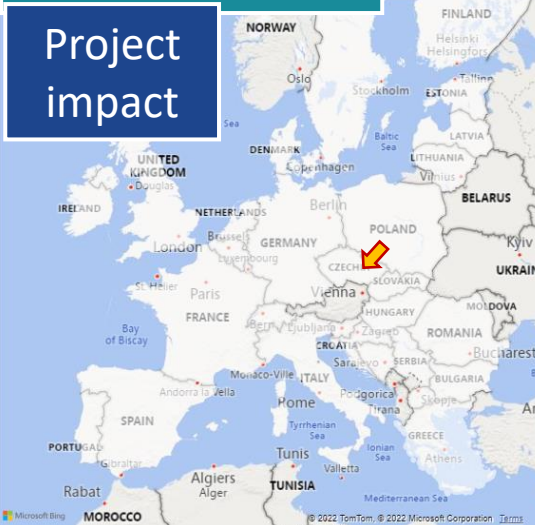 Project
impact
NORWAY
FINLAND
Helsinki
Helsingfors
Oslo
Stockholm
Tallinn
ESTONIA
Sea
Baltic
Sea
LATVIA
DENMARK
Copenhagen
LITHUANIA
Vilnius
UNITED
KINGDOM
Douglas
IRELAND
NETHERLANDS
Berlin
POLAND
BELARUS
London
Brussels
GERMANY
Luxembourg
Kyiv
UKRAIN
CZECH
SLOVAKIA
St. Helier
Paris
Vienna
FRANCE
HUNGARY
MOLDOVA
Bay
of Biscay
Bern
Ljubljana
Zagreb
CROATIA
ROMANIA
Bucharest
Sarajevo
SERBIA
Monaco-Ville
ITALY
BULGARIA
Andorra la Vella
Podgorica
Skopje
Rome
Tirana
SPAIN
Tyrrhenian
Sea
GREECE
PORTUGAL
Ionian
Sea
Athens
Gibraltar
Tunis
Valletta
Algiers
Alger
TUNISIA
Rabat
MOROCCO
Mediterranean Sea
Microsoft Bing
© 2022 TomTom, © 2022 Microsoft Corporation Terms